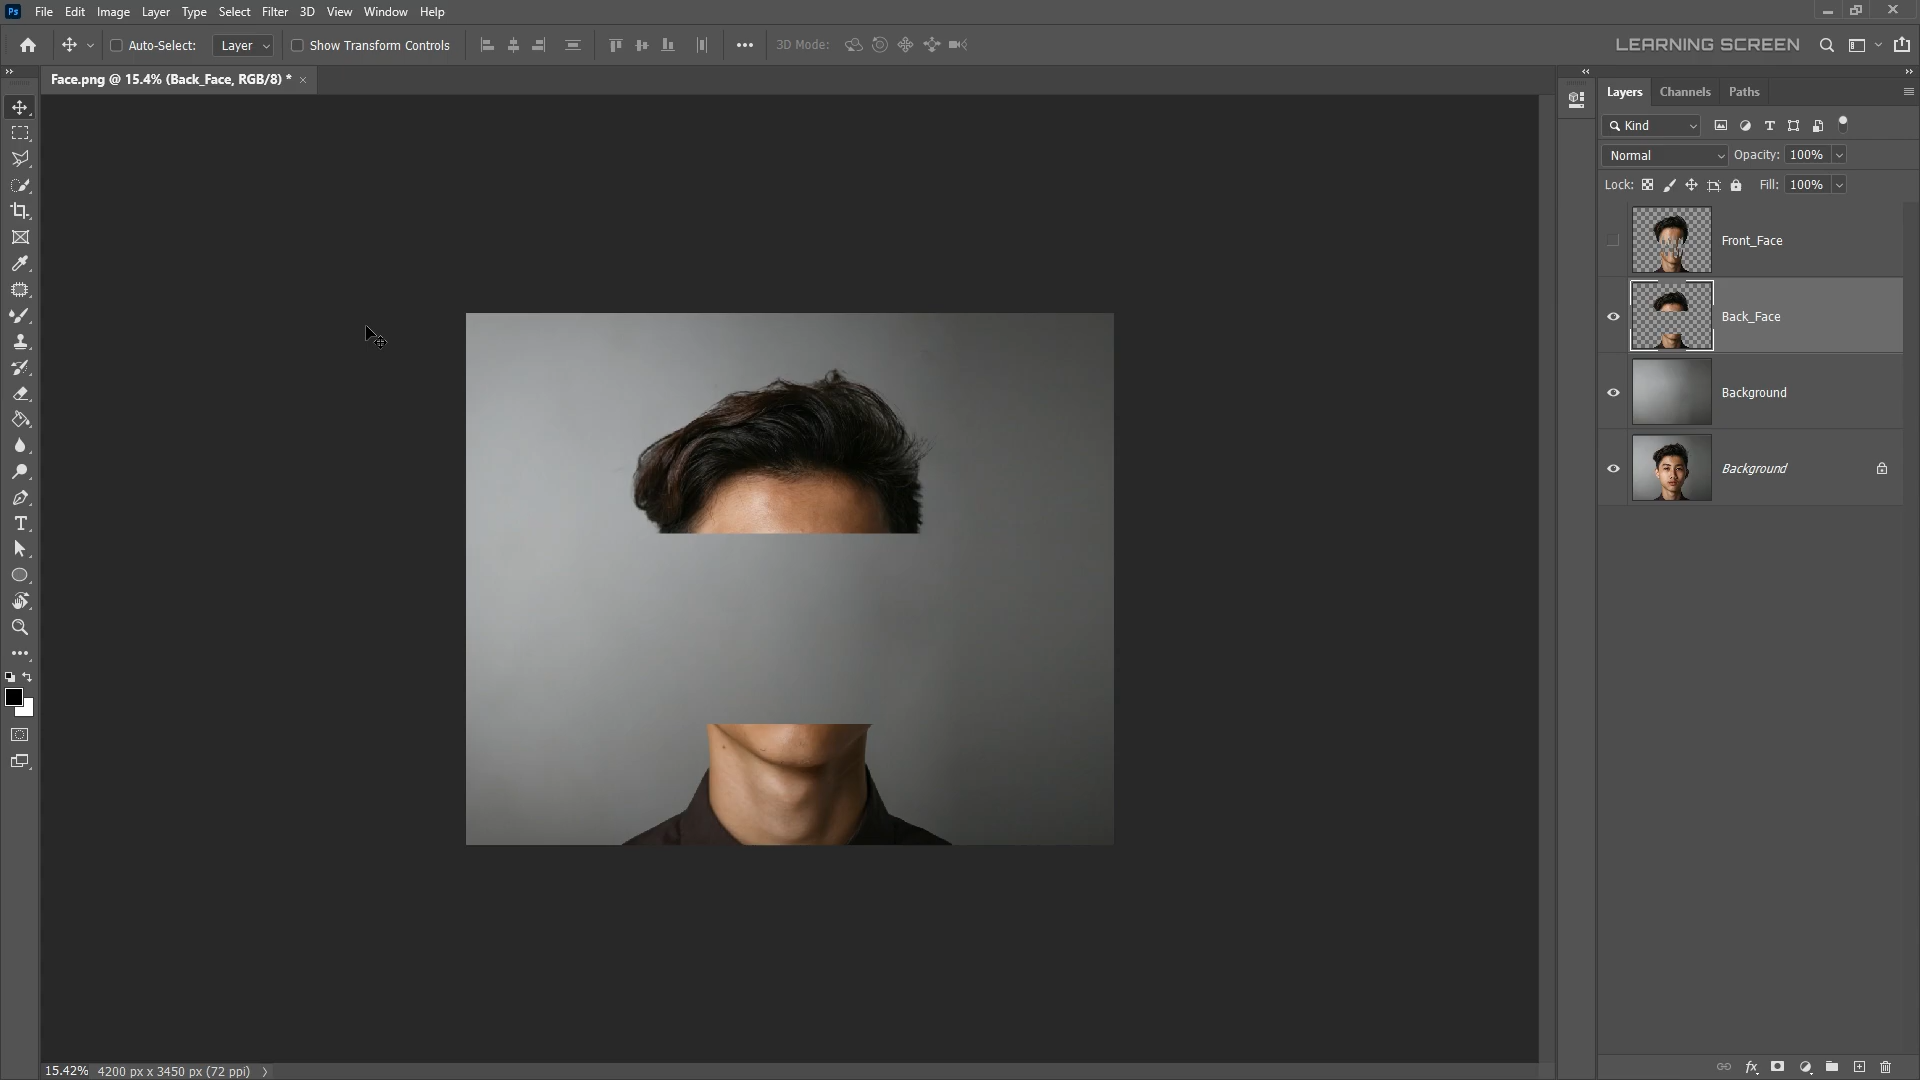 Ps File Edit Image Layer Type Select Filter 3D View Window Help
Auto-Select: Layer Show Transform Controls 3D Mode: LEARNING SCREEN
Face.png @ 15.4% (Back_Face, RGB/8) *
Layers Channels Paths
Kind
Normal Opacity: 100%
Lock: Fill: 100%
Front_Face
Back_Face
Background
Background
fx
15.42% 4200 px x 3450 px (72 ppi)